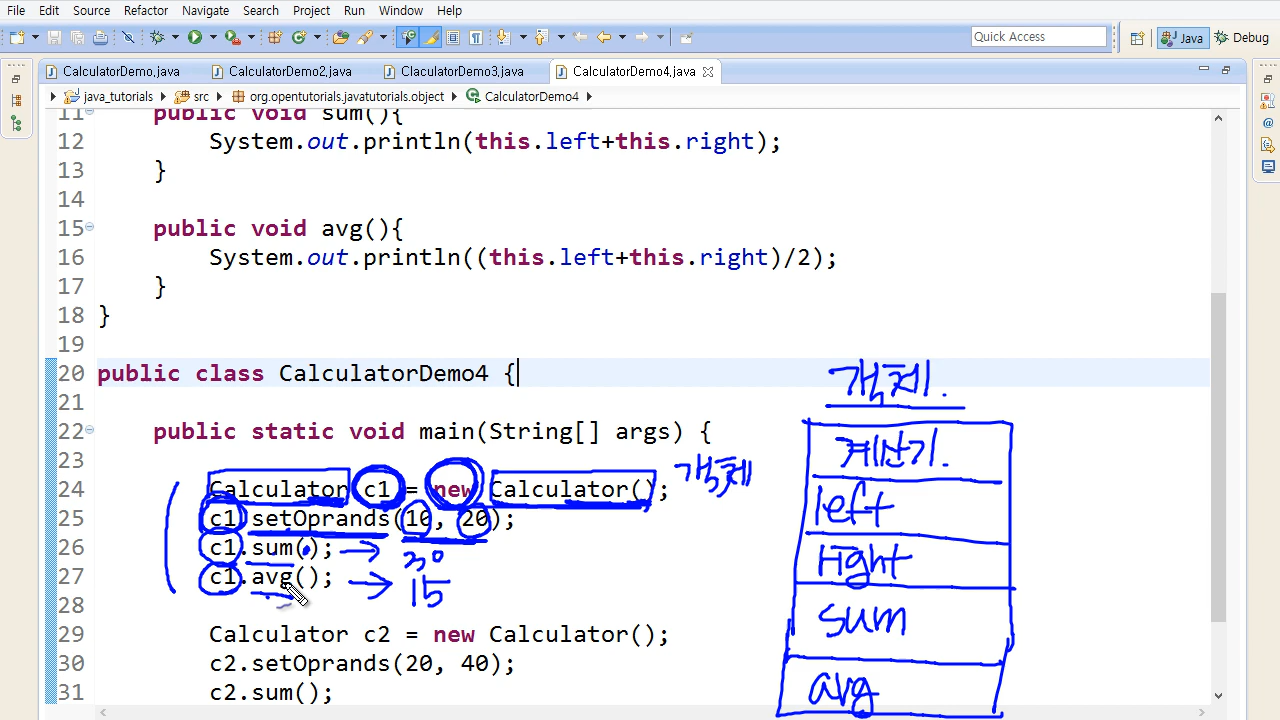 File Edit Source Refactor Navigate Search Project Run Window Help
Quick Access
Java
Debug
CalculatorDemo.java
CalculatorDemo2.java
ClaculatorDemo3.java
CalculatorDemo4.java
java_tutorials
src
org.opentutorials.javatutorials.object
CalculatorDemo4
11 public void sum(){
12 System.out.println(this.left+this.right);
13 }
14
15 public void avg(){
16 System.out.println((this.left+this.right)/2);
17 }
18 }
19
20 public class CalculatorDemo4 {
21
22 public static void main(String[] args) {
23
24 Calculator c1 = new Calculator();
25 c1.setOprands(10, 20);
26 c1.sum();
27 c1.avg();
28
29 Calculator c2 = new Calculator();
30 c2.setOprands(20, 40);
31 c2.sum();
객체
30
15
객체.
계산기.
left
right
sum
avg